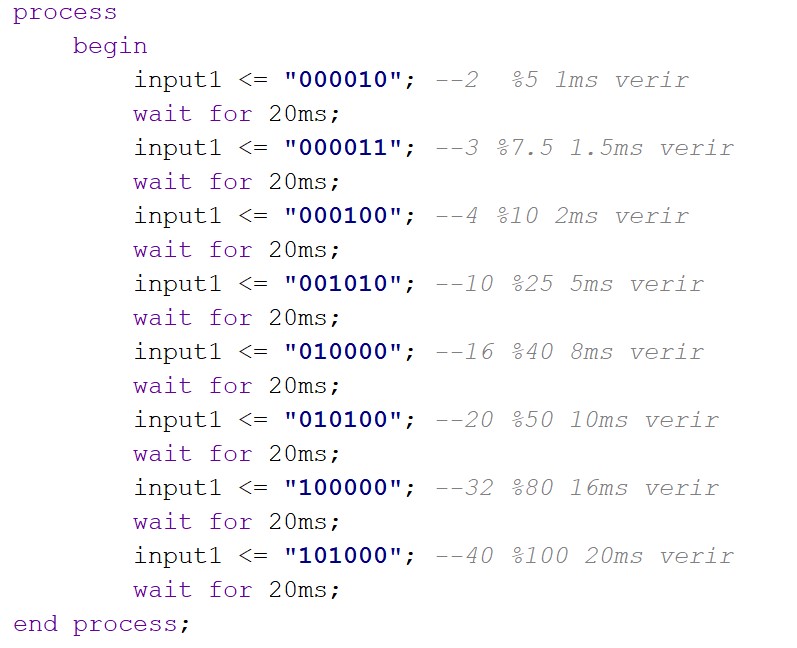 process
begin
input1 <= "000010"; --2 %5 1ms verir
wait for 20ms;
input1 <= "000011"; --3 %7.5 1.5ms verir
wait for 20ms;
input1 <= "000100"; --4 %10 2ms verir
wait for 20ms;
input1 <= "001010"; --10 %25 5ms verir
wait for 20ms;
input1 <= "010000"; --16 %40 8ms verir
wait for 20ms;
input1 <= "010100"; --20 %50 10ms verir
wait for 20ms;
input1 <= "100000"; --32 %80 16ms verir
wait for 20ms;
input1 <= "101000"; --40 %100 20ms verir
wait for 20ms;
end process;